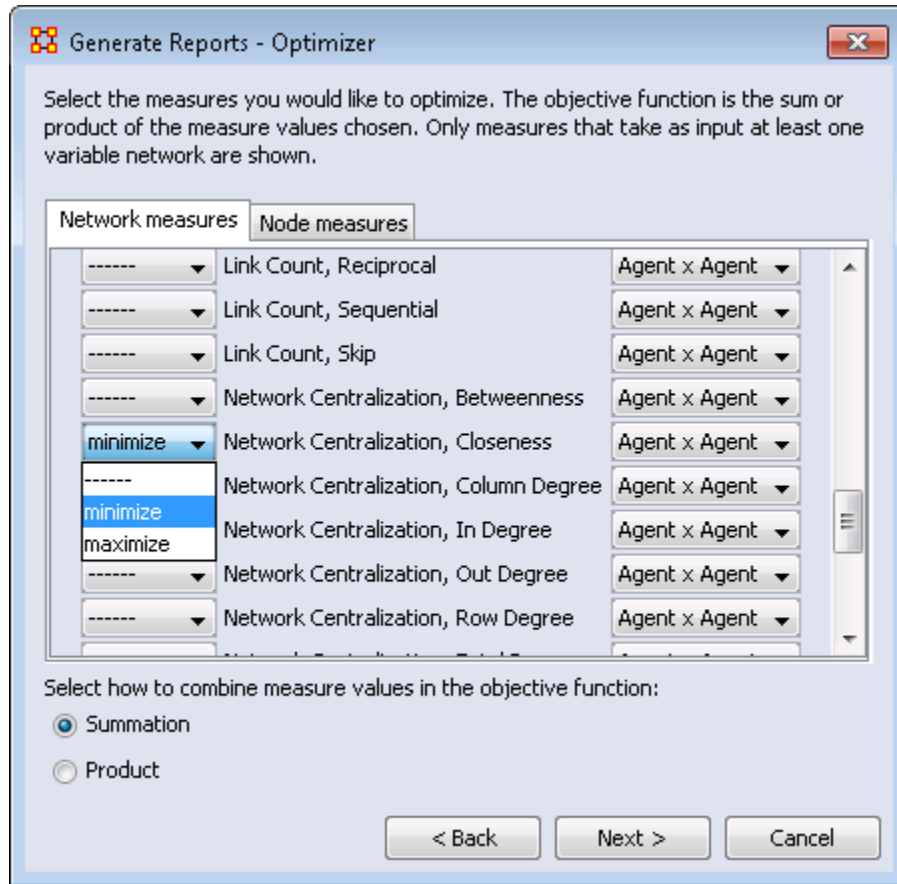 Generate Reports - Optimizer
Select the measures you would like to optimize. The objective function is the sum or
product of the measure values chosen. Only measures that take as input at least one
variable network are shown.
Network measures Node measures
------ Link Count, Reciprocal Agent x Agent
------ Link Count, Sequential Agent x Agent
------ Link Count, Skip Agent x Agent
------ Network Centralization, Betweenness Agent x Agent
minimize Network Centralization, Closeness Agent x Agent
------ Network Centralization, Column Degree Agent x Agent
minimize Network Centralization, In Degree Agent x Agent
maximize
------ Network Centralization, Out Degree Agent x Agent
------ Network Centralization, Row Degree Agent x Agent
Select how to combine measure values in the objective function:
Summation
Product
< Back Next > Cancel